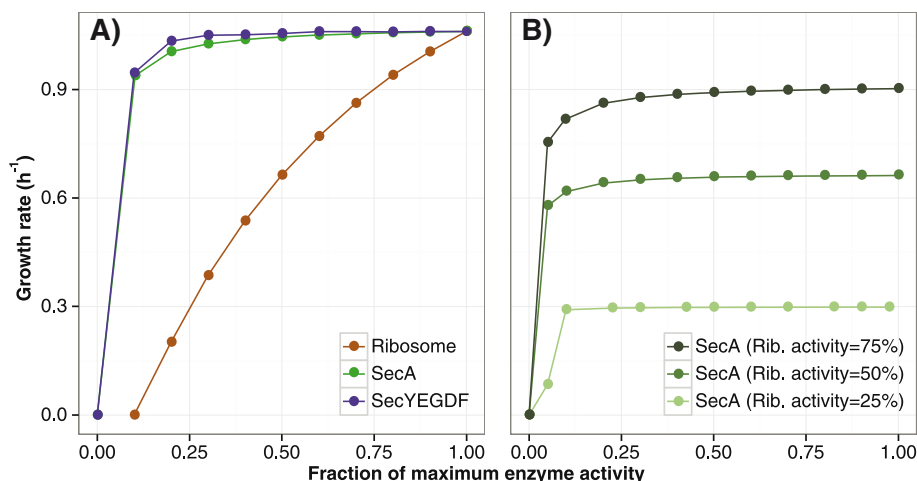 A)
B)
Growth rate (h⁻¹)
0.9
0.6
0.3
0.0
Ribosome
SecA
SecYEGDF
SecA (Rib. activity=75%)
SecA (Rib. activity=50%)
SecA (Rib. activity=25%)
0.00 0.25 0.50 0.75 1.00
0.00 0.25 0.50 0.75 1.00
Fraction of maximum enzyme activity